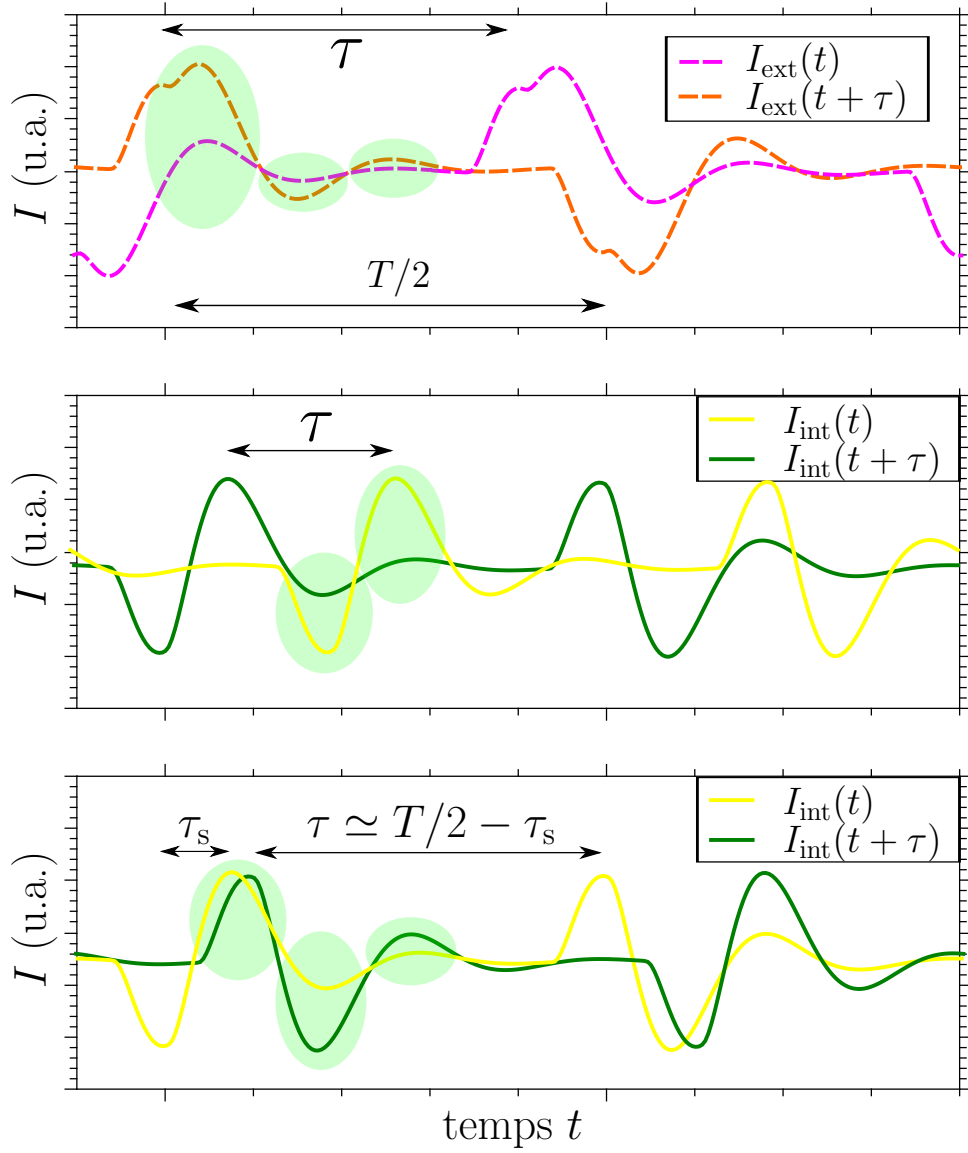 τ
I_ext(t)
I_ext(t + τ)
I (u.a.)
T/2
τ
I_int(t)
I_int(t + τ)
I (u.a.)
τ_s
τ ≃ T/2 − τ_s
I_int(t)
I_int(t + τ)
I (u.a.)
temps t